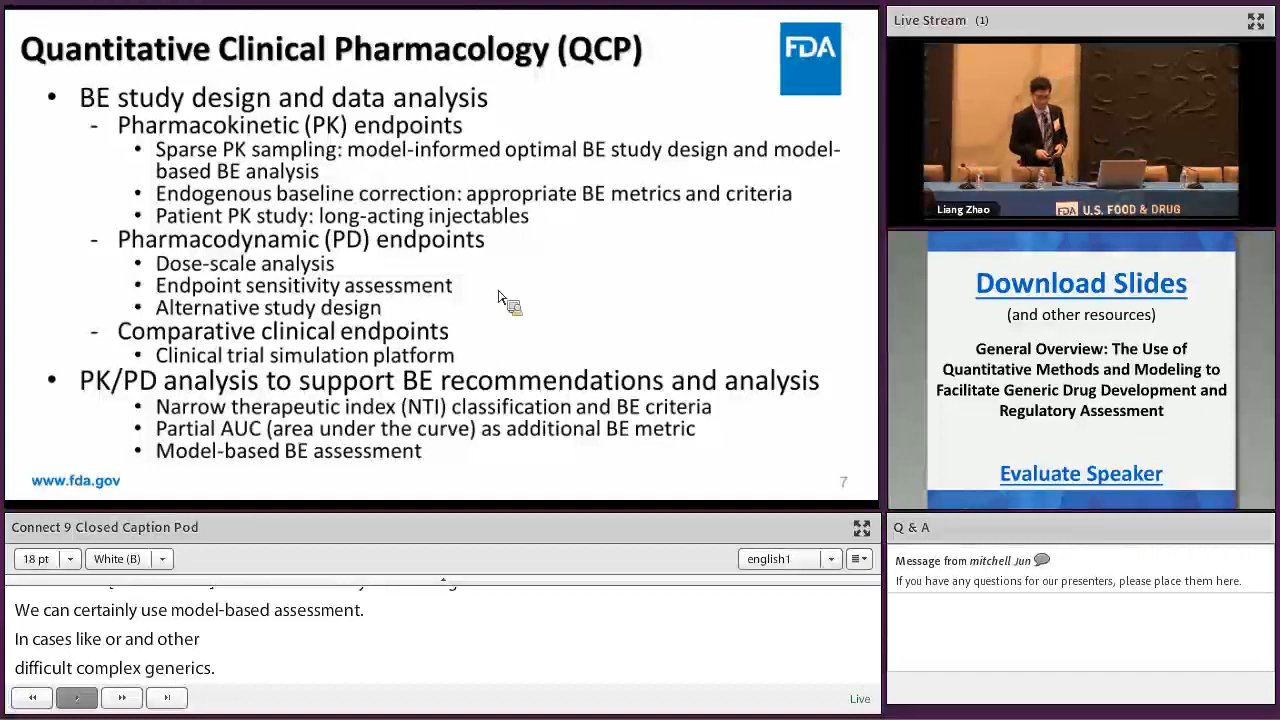 Quantitative Clinical Pharmacology (QCP)
FDA
• BE study design and data analysis
- Pharmacokinetic (PK) endpoints
• Sparse PK sampling: model-informed optimal BE study design and model-
based BE analysis
• Endogenous baseline correction: appropriate BE metrics and criteria
• Patient PK study: long-acting injectables
- Pharmacodynamic (PD) endpoints
• Dose-scale analysis
• Endpoint sensitivity assessment
• Alternative study design
- Comparative clinical endpoints
• Clinical trial simulation platform
• PK/PD analysis to support BE recommendations and analysis
• Narrow therapeutic index (NTI) classification and BE criteria
• Partial AUC (area under the curve) as additional BE metric
• Model-based BE assessment
www.fda.gov
7
Live Stream (1)
Liang Zhao
FDA U.S. FOOD & DRUG
Download Slides
(and other resources)
General Overview: The Use of
Quantitative Methods and Modeling to
Facilitate Generic Drug Development and
Regulatory Assessment
Evaluate Speaker
Connect 9 Closed Caption Pod
18 pt
White (B)
english1
We can certainly use model-based assessment.
In cases like or and other
difficult complex generics.
Live
Q & A
Message from mitchell Jun
If you have any questions for our presenters, please place them here.